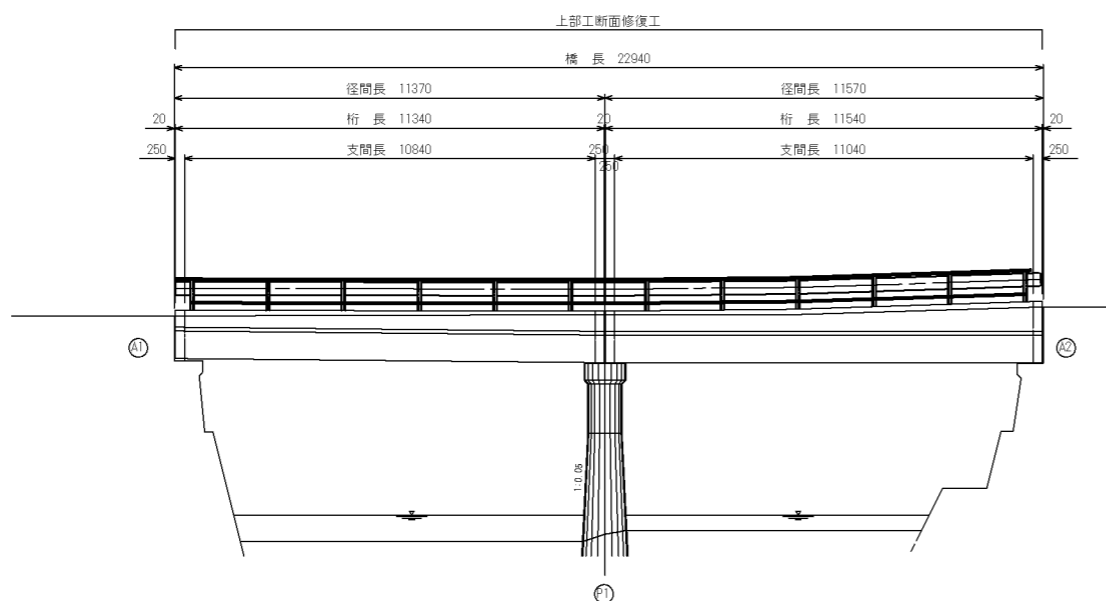 上部工断面修復工
橋 長 22940
径間長 11370
径間長 11570
20
桁 長 11340
20
桁 長 11540
20
250
支間長 10840
250
250
支間長 11040
250
A1
A2
1:0.06
P1